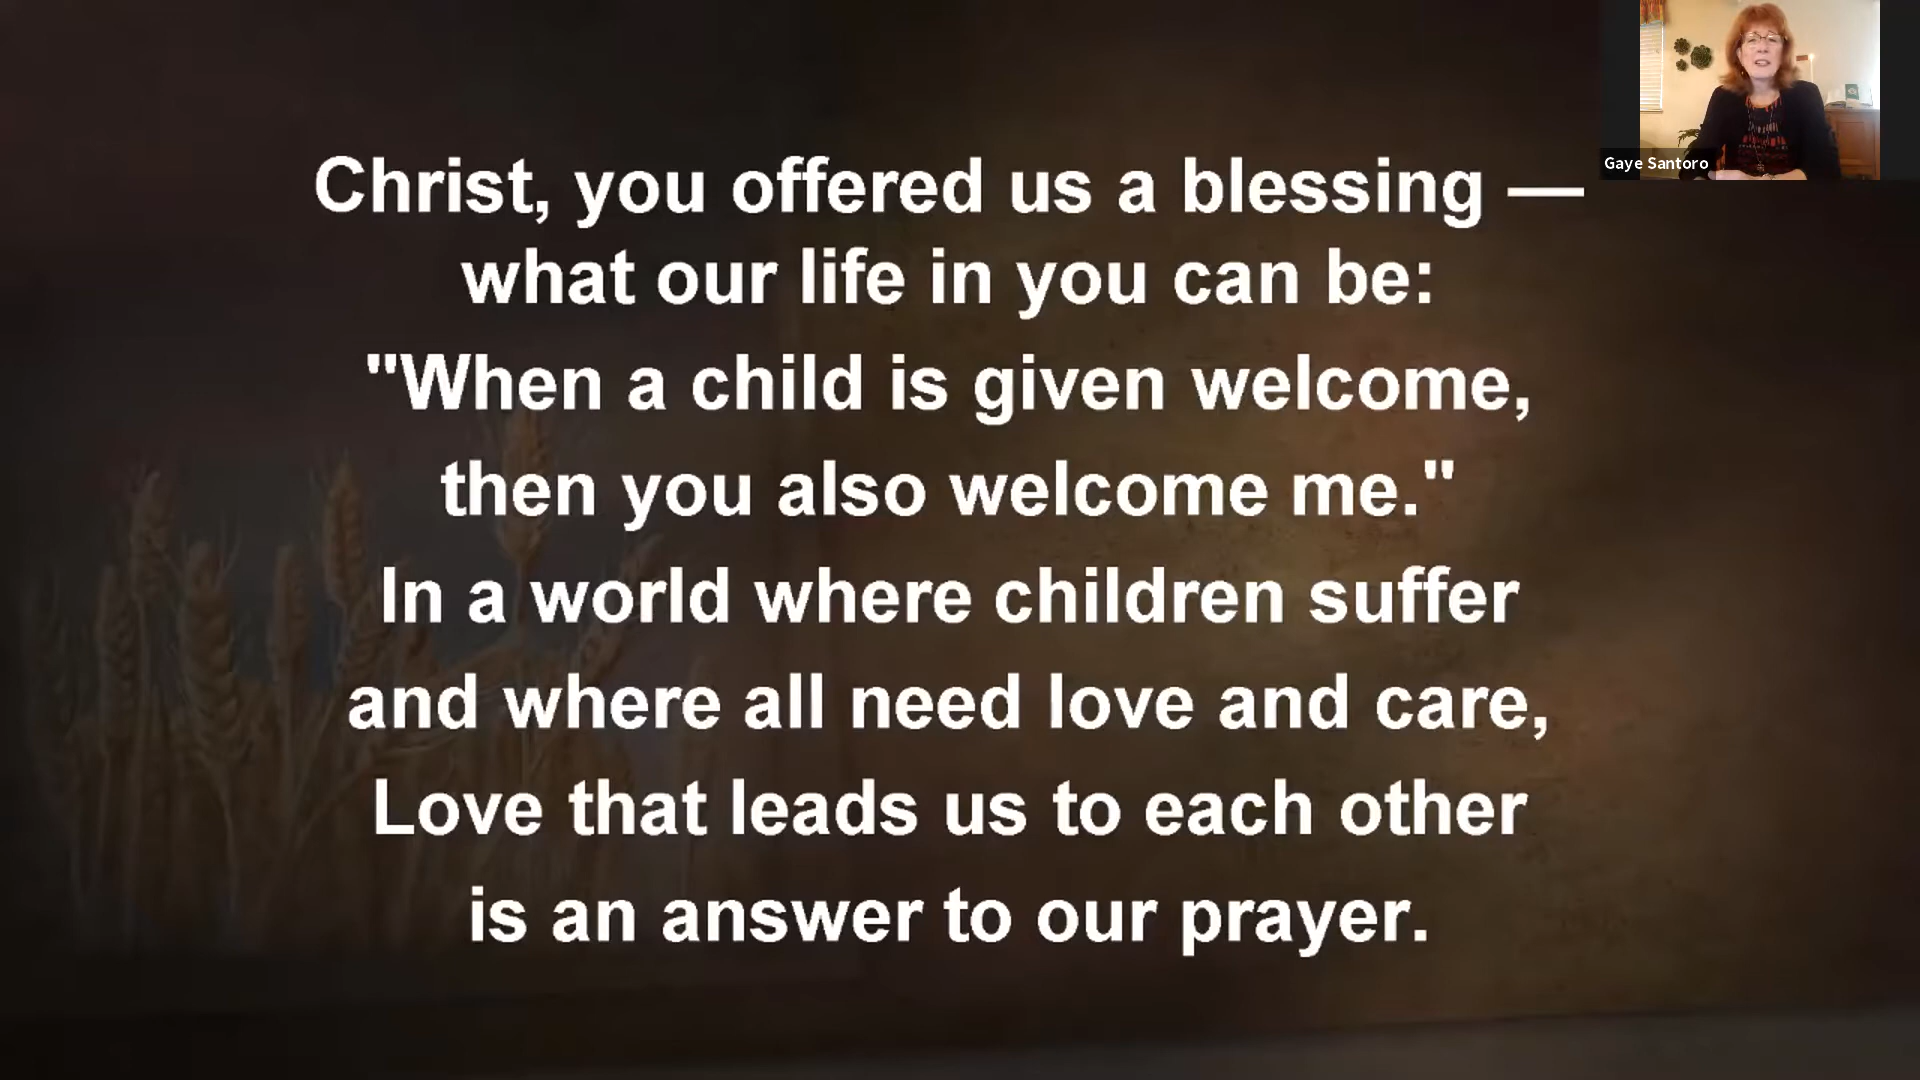 Christ, you offered us a blessing —
what our life in you can be:
"When a child is given welcome,
then you also welcome me."
In a world where children suffer
and where all need love and care,
Love that leads us to each other
is an answer to our prayer.
Gaye Santoro